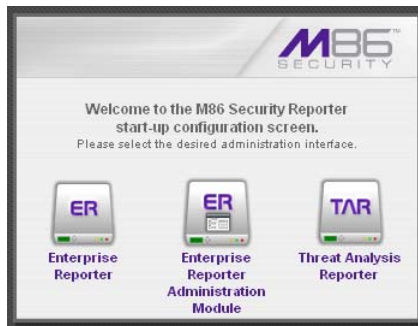 M86™
SECURITY
Welcome to the M86 Security Reporter
start-up configuration screen.
Please select the desired administration interface.
ER
ER
TAR
Enterprise
Reporter
Enterprise
Reporter
Administration
Module
Threat Analysis
Reporter